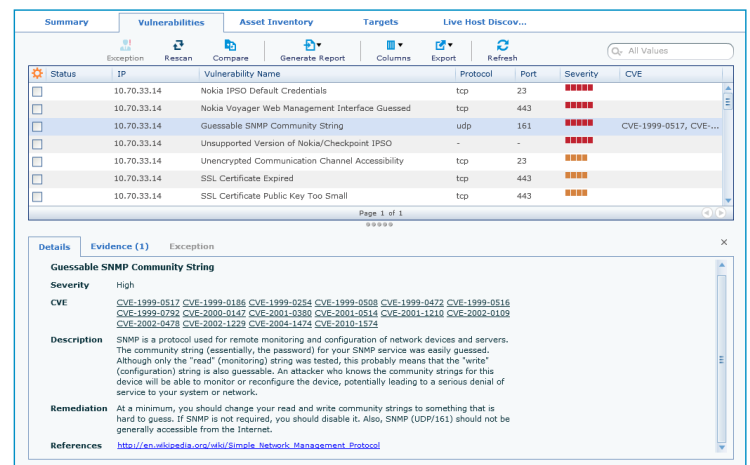 Summary Vulnerabilities Asset Inventory Targets Live Host Discov...
Exception Rescan Compare Generate Report Columns Export Refresh All Values
Status IP Vulnerability Name Protocol Port Severity CVE
10.70.33.14 Nokia IPSO Default Credentials tcp 23
10.70.33.14 Nokia Voyager Web Management Interface Guessed tcp 443
10.70.33.14 Guessable SNMP Community String udp 161 CVE-1999-0517, CVE-...
10.70.33.14 Unsupported Version of Nokia/Checkpoint IPSO - -
10.70.33.14 Unencrypted Communication Channel Accessibility tcp 23
10.70.33.14 SSL Certificate Expired tcp 443
10.70.33.14 SSL Certificate Public Key Too Small tcp 443
Page 1 of 1
Details Evidence (1) Exception
Guessable SNMP Community String
Severity High
CVE CVE-1999-0517 CVE-1999-0186 CVE-1999-0254 CVE-1999-0508 CVE-1999-0472 CVE-1999-0516
CVE-1999-0792 CVE-2000-0147 CVE-2001-0380 CVE-2001-0514 CVE-2001-1210 CVE-2002-0109
CVE-2002-0478 CVE-2002-1229 CVE-2004-1474 CVE-2010-1574
Description SNMP is a protocol used for remote monitoring and configuration of network devices and servers.
The community string (essentially, the password) for your SNMP service was easily guessed.
Although only the "read" (monitoring) string was tested, this probably means that the "write"
(configuration) string is also guessable. An attacker who knows the community strings for this
device will be able to monitor or reconfigure the device, potentially leading to a serious denial of
service to your system or network.
Remediation At a minimum, you should change your read and write community strings to something that is
hard to guess. If SNMP is not required, you should disable it. Also, SNMP (UDP/161) should not be
generally accessible from the Internet.
References http://en.wikipedia.org/wiki/Simple_Network_Management_Protocol